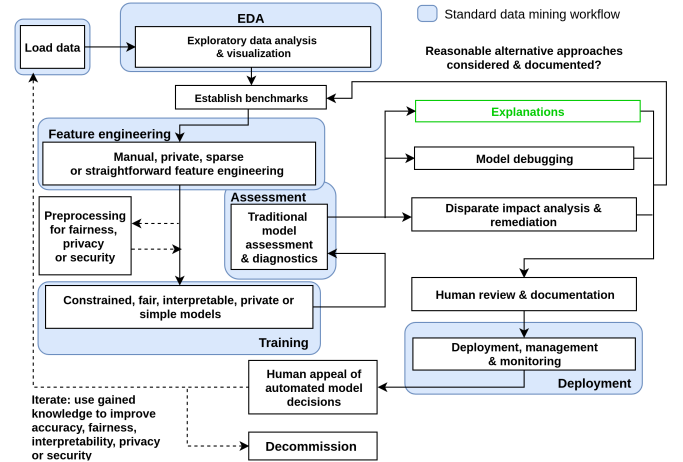 EDA
Standard data mining workflow
Load data
Exploratory data analysis
& visualization
Reasonable alternative approaches
considered & documented?
Establish benchmarks
Explanations
Feature engineering
Manual, private, sparse
or straightforward feature engineering
Model debugging
Assessment
Traditional
model
assessment
& diagnostics
Preprocessing
for fairness,
privacy
or security
Disparate impact analysis &
remediation
Constrained, fair, interpretable, private or
simple models
Training
Human review & documentation
Deployment, management
& monitoring
Deployment
Human appeal of
automated model
decisions
Iterate: use gained
knowledge to improve
accuracy, fairness,
interpretability, privacy
or security
Decommission